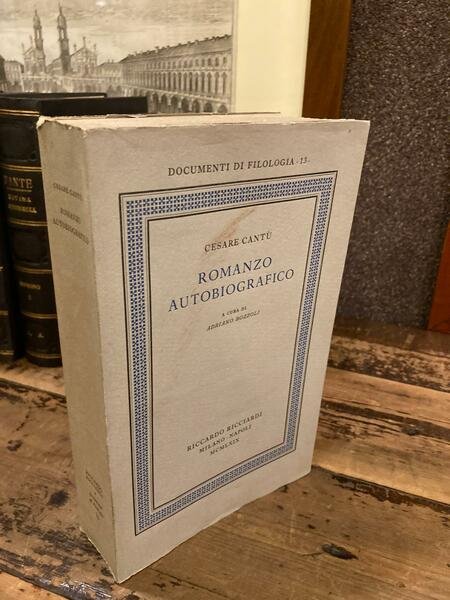 DOCUMENTI DI FILOLOGIA · 13 ·
CESARE CANTÙ
ROMANZO
AUTOBIOGRAFICO
A CURA DI
ADRIANO BOZZOLI
RICCARDO RICCIARDI
MILANO · NAPOLI
MCMLXIX
CESARE CANTÙ
ROMANZO
AUTOBIOGRAFICO
DANTE